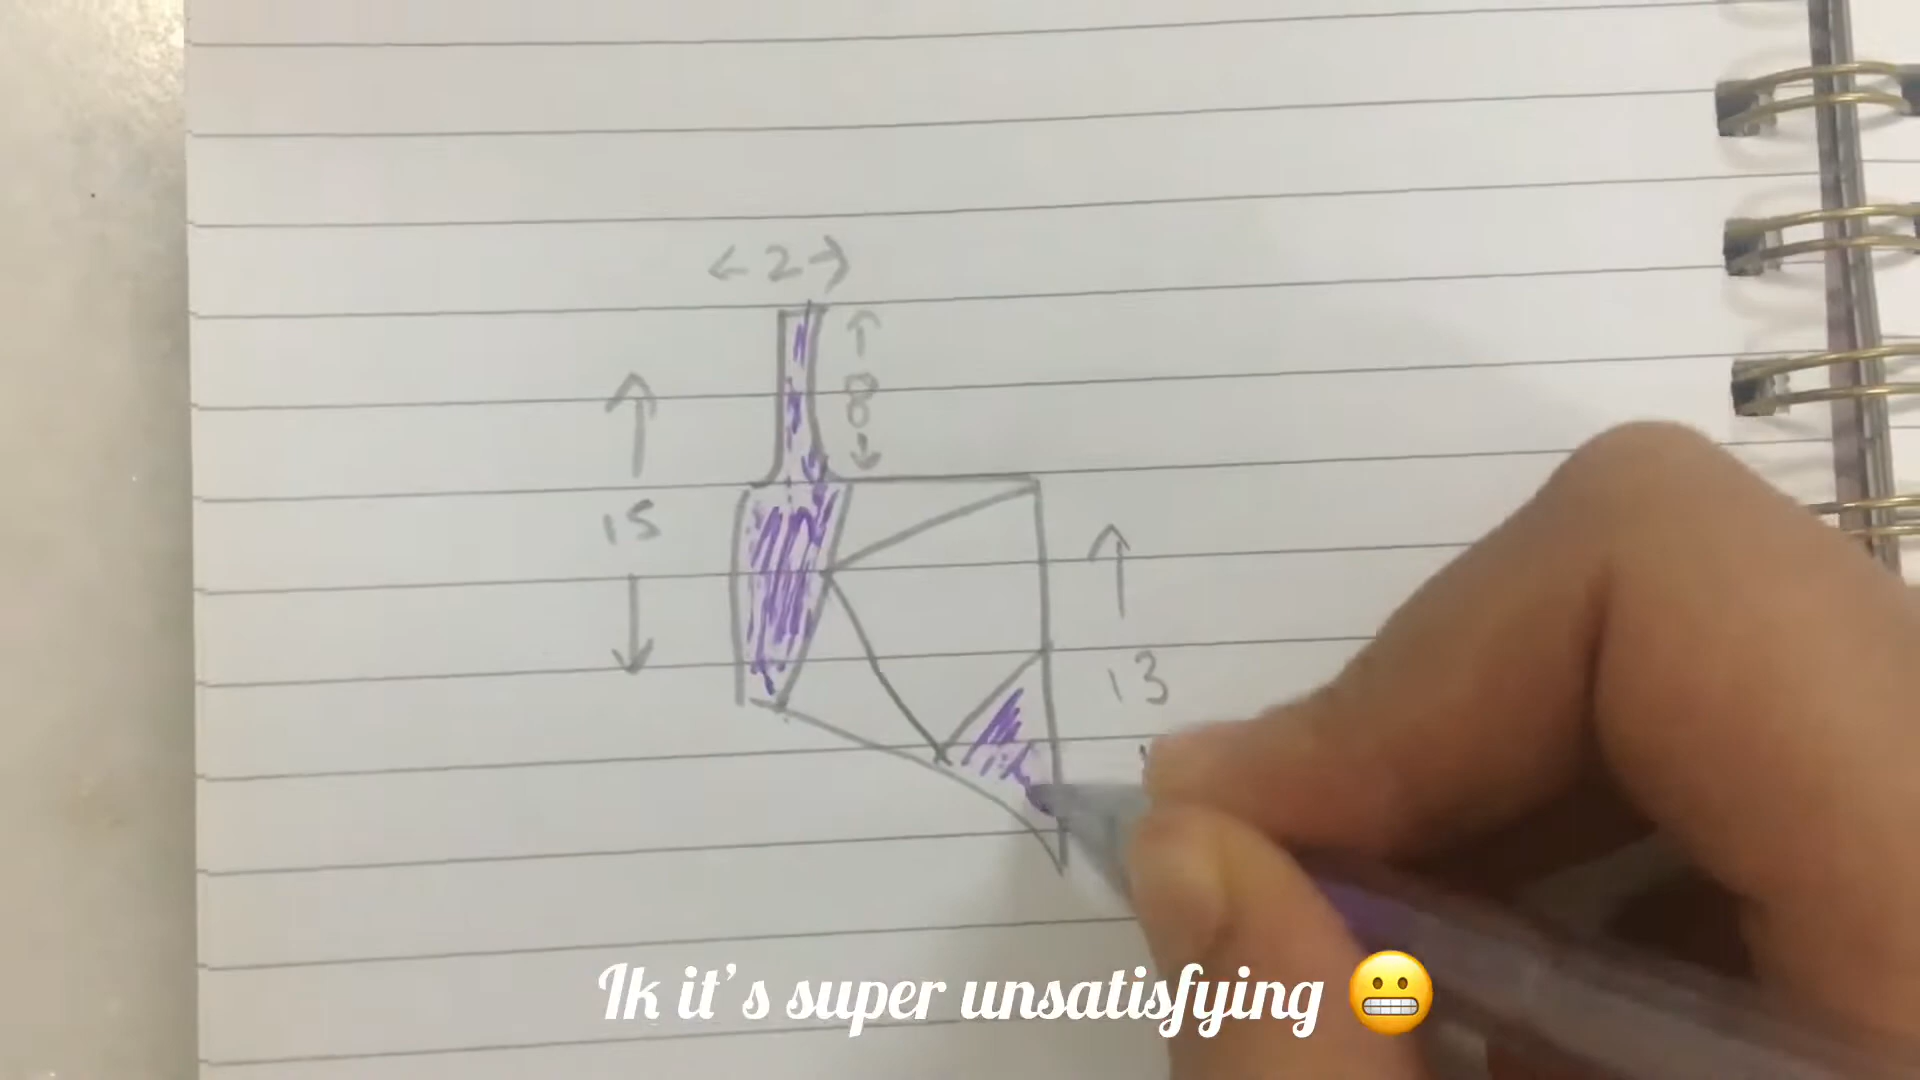 2
8
15
13
Ik it's super unsatisfying 😬